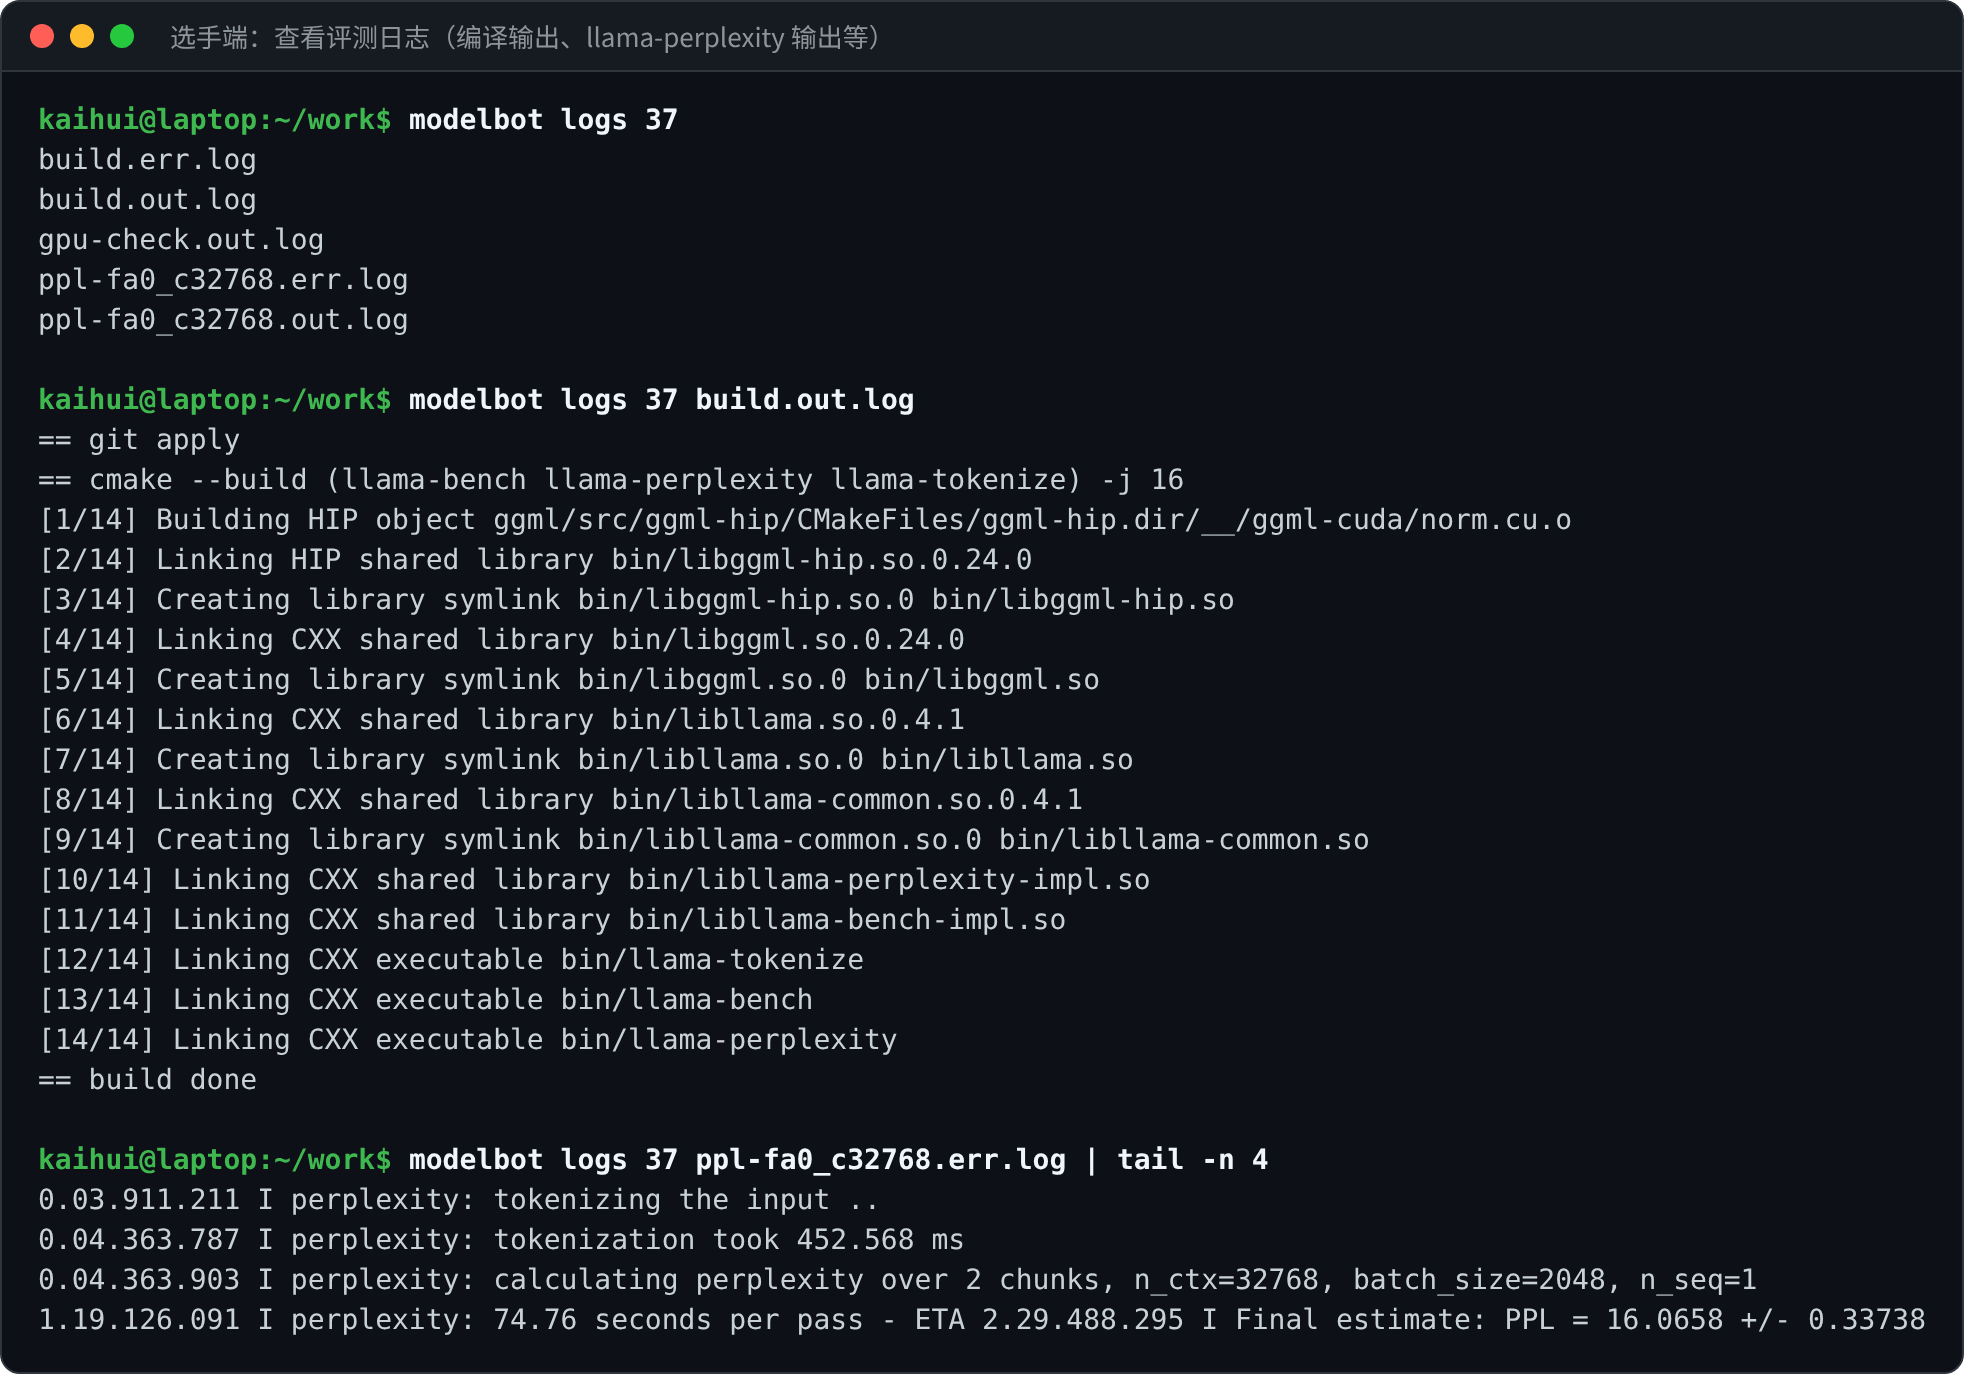 选手端：查看评测日志（编译输出、llama-perplexity 输出等）
kaihui@laptop:~/work$ modelbot logs 37
build.err.log
build.out.log
gpu-check.out.log
ppl-fa0_c32768.err.log
ppl-fa0_c32768.out.log
kaihui@laptop:~/work$ modelbot logs 37 build.out.log
== git apply
== cmake --build (llama-bench llama-perplexity llama-tokenize) -j 16
[1/14] Building HIP object ggml/src/ggml-hip/CMakeFiles/ggml-hip.dir/__/ggml-cuda/norm.cu.o
[2/14] Linking HIP shared library bin/libggml-hip.so.0.24.0
[3/14] Creating library symlink bin/libggml-hip.so.0 bin/libggml-hip.so
[4/14] Linking CXX shared library bin/libggml.so.0.24.0
[5/14] Creating library symlink bin/libggml.so.0 bin/libggml.so
[6/14] Linking CXX shared library bin/libllama.so.0.4.1
[7/14] Creating library symlink bin/libllama.so.0 bin/libllama.so
[8/14] Linking CXX shared library bin/libllama-common.so.0.4.1
[9/14] Creating library symlink bin/libllama-common.so.0 bin/libllama-common.so
[10/14] Linking CXX shared library bin/libllama-perplexity-impl.so
[11/14] Linking CXX shared library bin/libllama-bench-impl.so
[12/14] Linking CXX executable bin/llama-tokenize
[13/14] Linking CXX executable bin/llama-bench
[14/14] Linking CXX executable bin/llama-perplexity
== build done
kaihui@laptop:~/work$ modelbot logs 37 ppl-fa0_c32768.err.log | tail -n 4
0.03.911.211 I perplexity: tokenizing the input ..
0.04.363.787 I perplexity: tokenization took 452.568 ms
0.04.363.903 I perplexity: calculating perplexity over 2 chunks, n_ctx=32768, batch_size=2048, n_seq=1
1.19.126.091 I perplexity: 74.76 seconds per pass - ETA 2.29.488.295 I Final estimate: PPL = 16.0658 +/- 0.33738